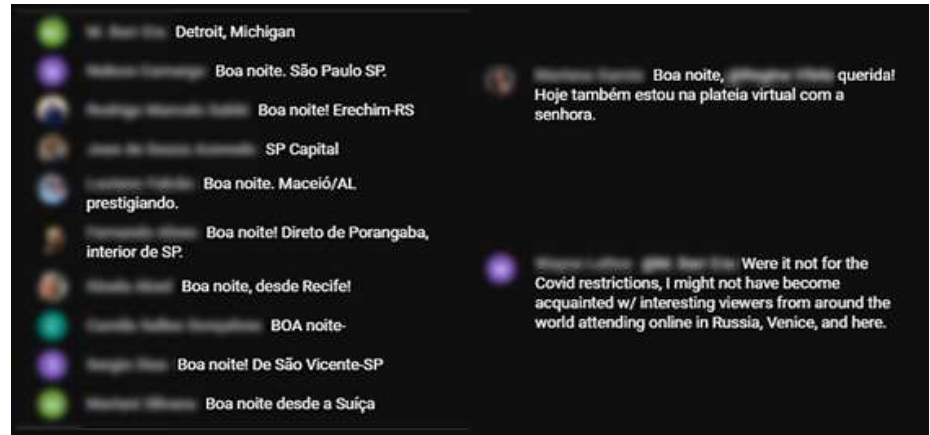 Detroit, Michigan
Boa noite. São Paulo SP.
Boa noite! Erechim-RS
SP Capital
Boa noite. Maceió/AL
prestigiando.
Boa noite! Direto de Porangaba,
interior de SP.
Boa noite, desde Recife!
BOA noite-
Boa noite! De São Vicente-SP
Boa noite desde a Suíça
Boa noite, querida!
Hoje também estou na plateia virtual com a
senhora.
Were it not for the
Covid restrictions, I might not have become
acquainted w/ interesting viewers from around the
world attending online in Russia, Venice, and here.